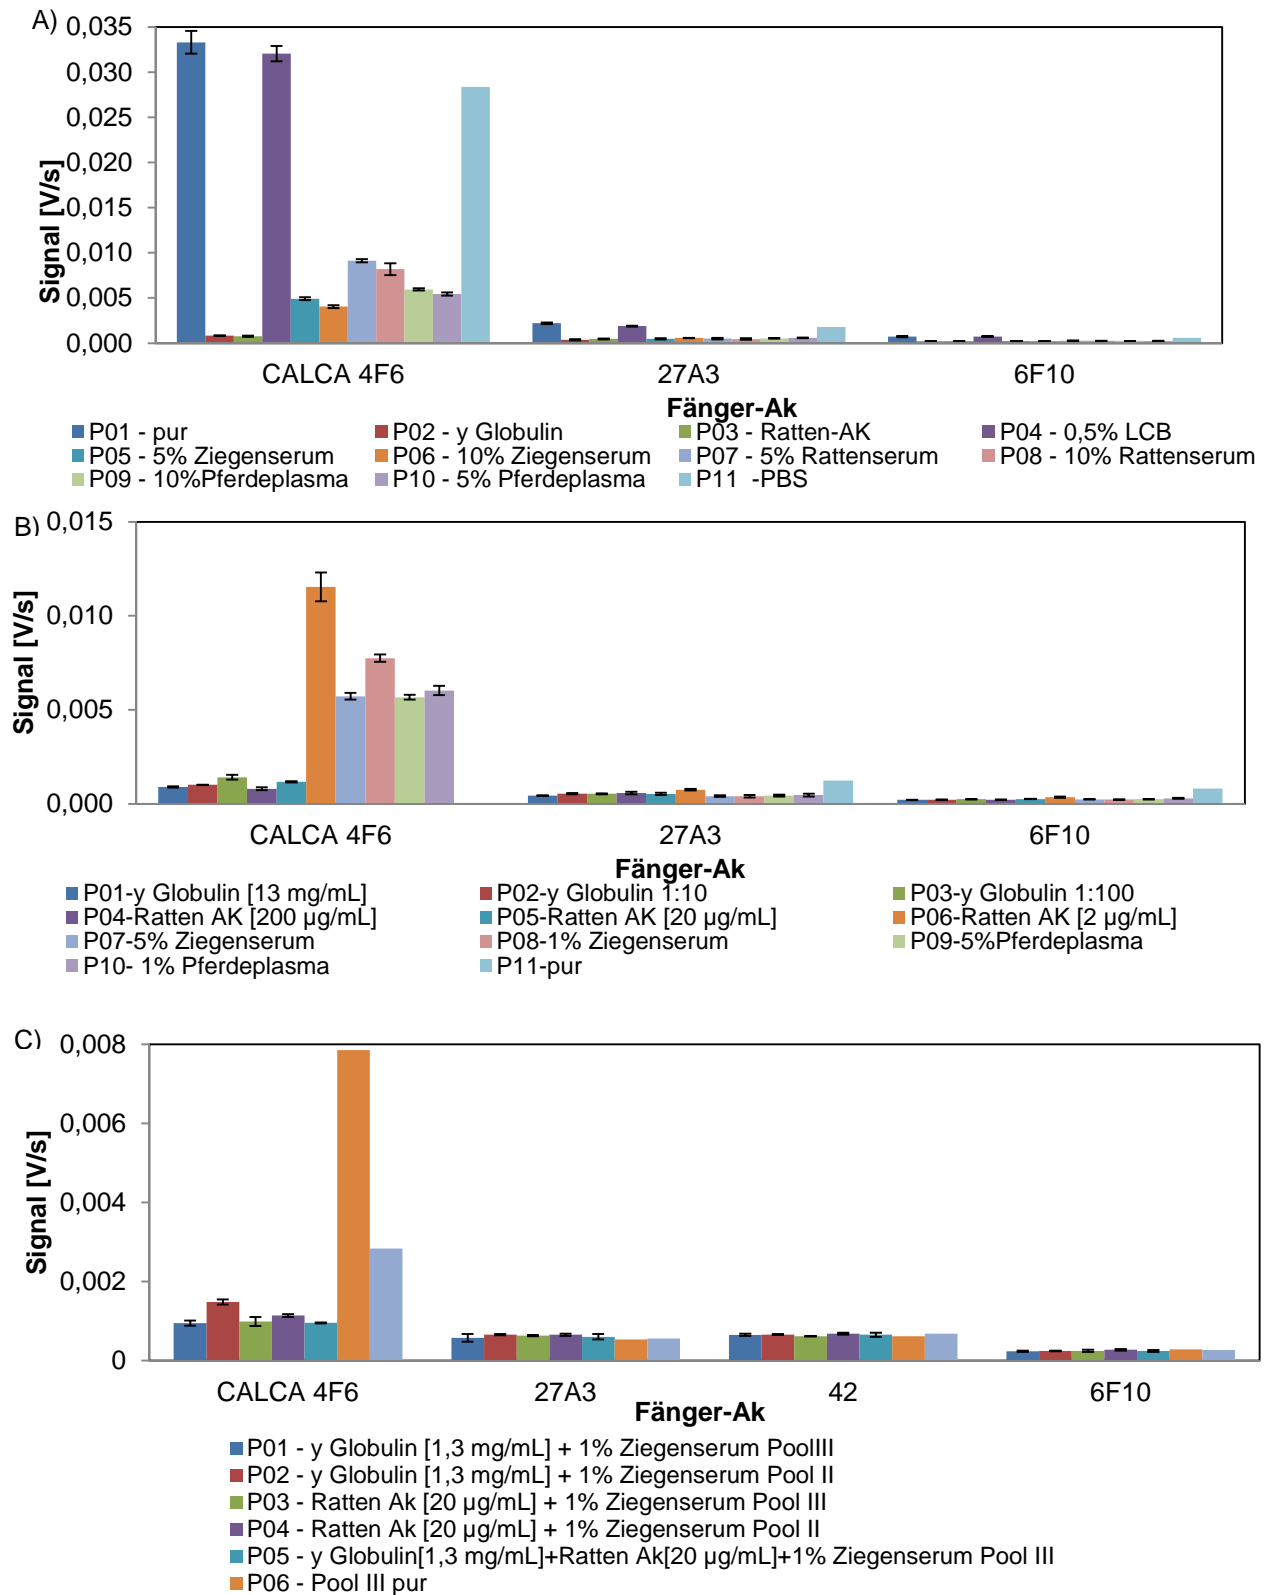 A)
0,035
0,030
0,025
0,020
0,015
0,010
0,005
0,000
Signal [V/s]
CALCA 4F6 27A3 6F10
Fänger-Ak
P01 - pur P02 - y Globulin P03 - Ratten-AK P04 - 0,5% LCB
P05 - 5% Ziegenserum P06 - 10% Ziegenserum P07 - 5% Rattenserum P08 - 10% Rattenserum
P09 - 10%Pferdeplasma P10 - 5% Pferdeplasma P11 -PBS
B)
0,015
0,010
0,005
0,000
Signal [V/s]
CALCA 4F6 27A3 6F10
Fänger-Ak
P01-y Globulin [13 mg/mL] P02-y Globulin 1:10 P03-y Globulin 1:100
P04-Ratten AK [200 µg/mL] P05-Ratten AK [20 µg/mL] P06-Ratten AK [2 µg/mL]
P07-5% Ziegenserum P08-1% Ziegenserum P09-5%Pferdeplasma
P10- 1% Pferdeplasma P11-pur
C)
0,008
0,006
0,004
0,002
0
Signal [V/s]
CALCA 4F6 27A3 42 6F10
Fänger-Ak
P01 - y Globulin [1,3 mg/mL] + 1% Ziegenserum PoolIII
P02 - y Globulin [1,3 mg/mL] + 1% Ziegenserum Pool II
P03 - Ratten Ak [20 µg/mL] + 1% Ziegenserum Pool III
P04 - Ratten Ak [20 µg/mL] + 1% Ziegenserum Pool II
P05 - y Globulin[1,3 mg/mL]+Ratten Ak[20 µg/mL]+1% Ziegenserum Pool III
P06 - Pool III pur